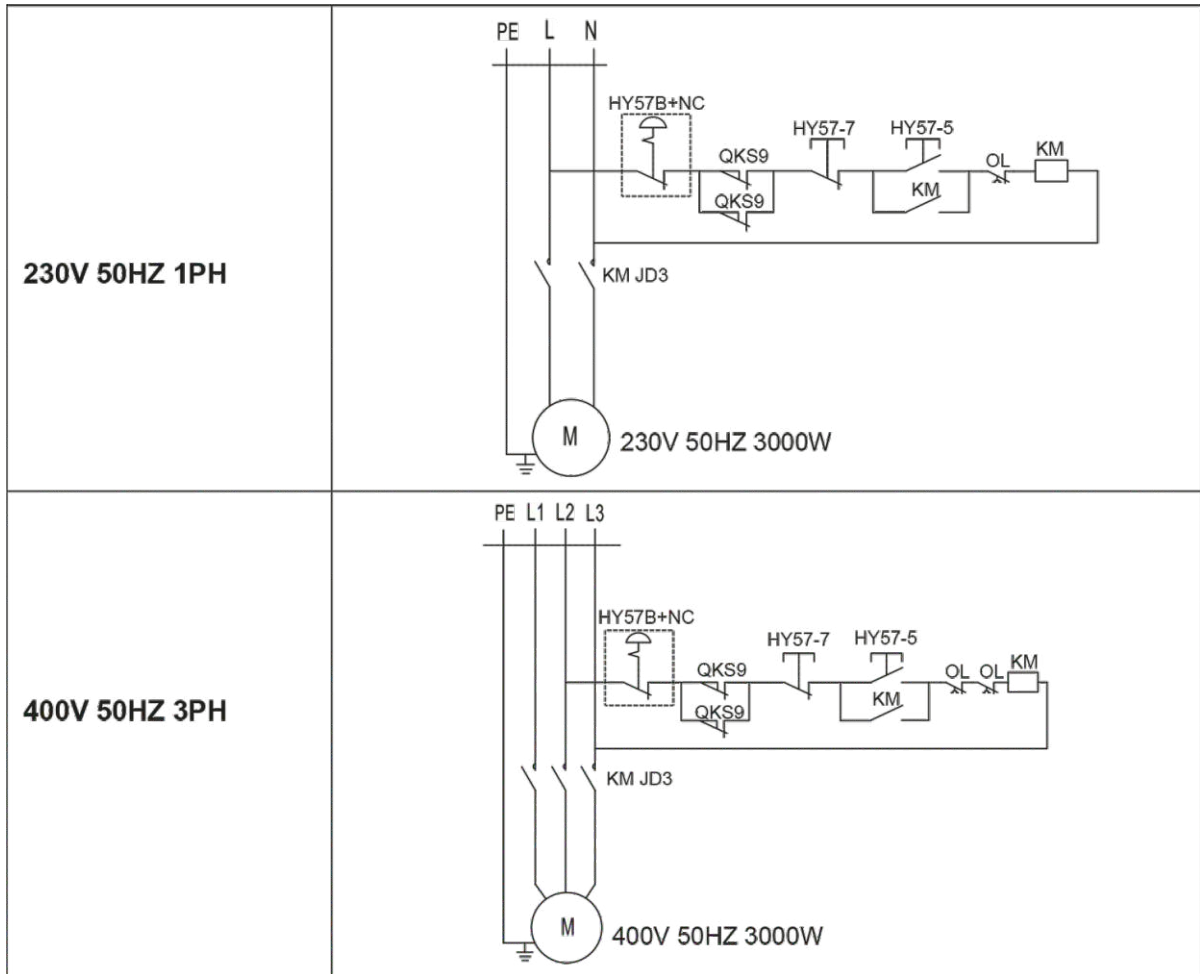 PE L N
HY57B+NC
HY57-7 HY57-5
QKS9 OL KM
QKS9 KM
230V 50HZ 1PH
KM JD3
M
230V 50HZ 3000W
PE L1 L2 L3
HY57B+NC
HY57-7 HY57-5
QKS9 OL OL KM
QKS9 KM
400V 50HZ 3PH
KM JD3
M
400V 50HZ 3000W